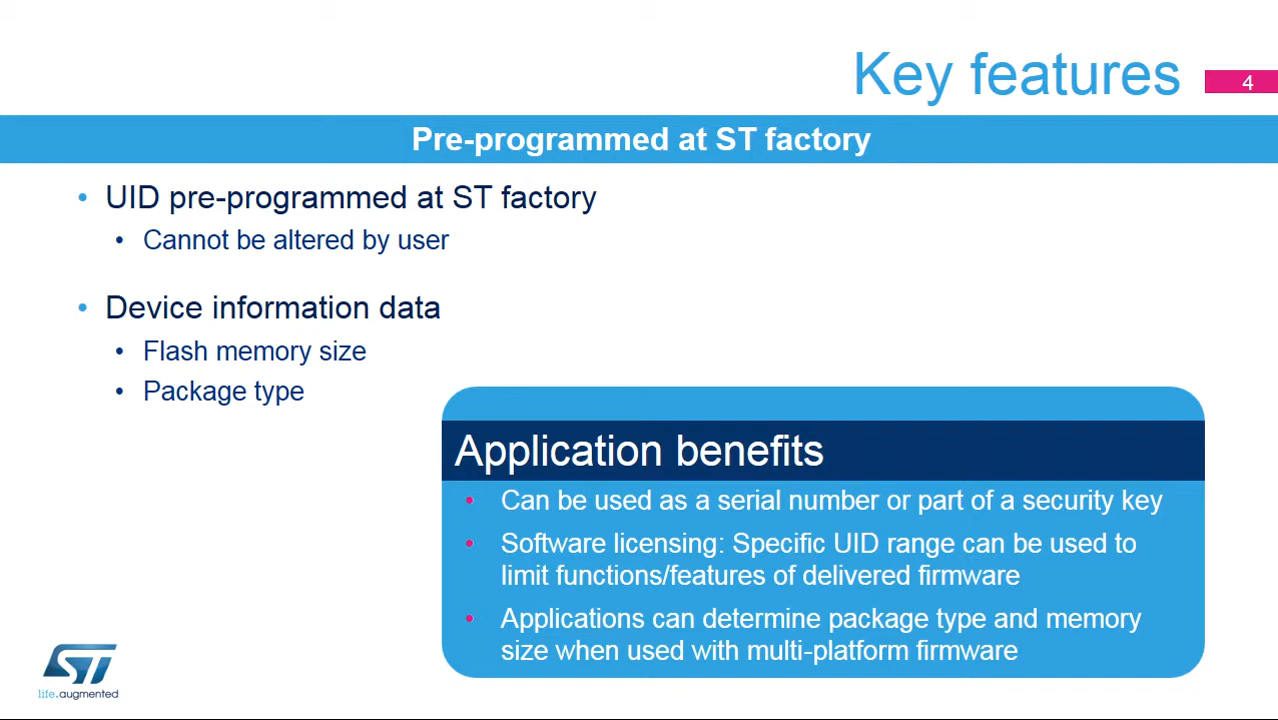 Key features
4
Pre-programmed at ST factory
• UID pre-programmed at ST factory
• Cannot be altered by user
• Device information data
• Flash memory size
• Package type
Application benefits
• Can be used as a serial number or part of a security key
• Software licensing: Specific UID range can be used to
limit functions/features of delivered firmware
• Applications can determine package type and memory
size when used with multi-platform firmware
ST
life.augmented